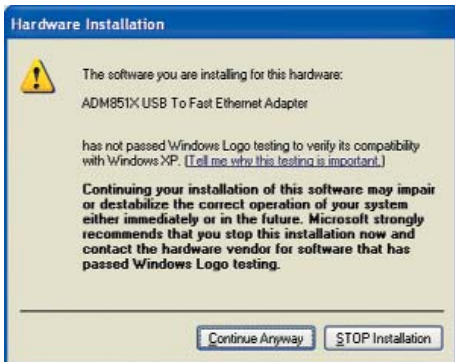 Hardware Installation
The software you are installing for this hardware:
ADM851X USB To Fast Ethernet Adapter
has not passed Windows Logo testing to verify its compatibility
with Windows XP. (Tell me why this testing is important.)
Continuing your installation of this software may impair
or destabilize the correct operation of your system
either immediately or in the future. Microsoft strongly
recommends that you stop this installation now and
contact the hardware vendor for software that has
passed Windows Logo testing.
Continue Anyway
STOP Installation